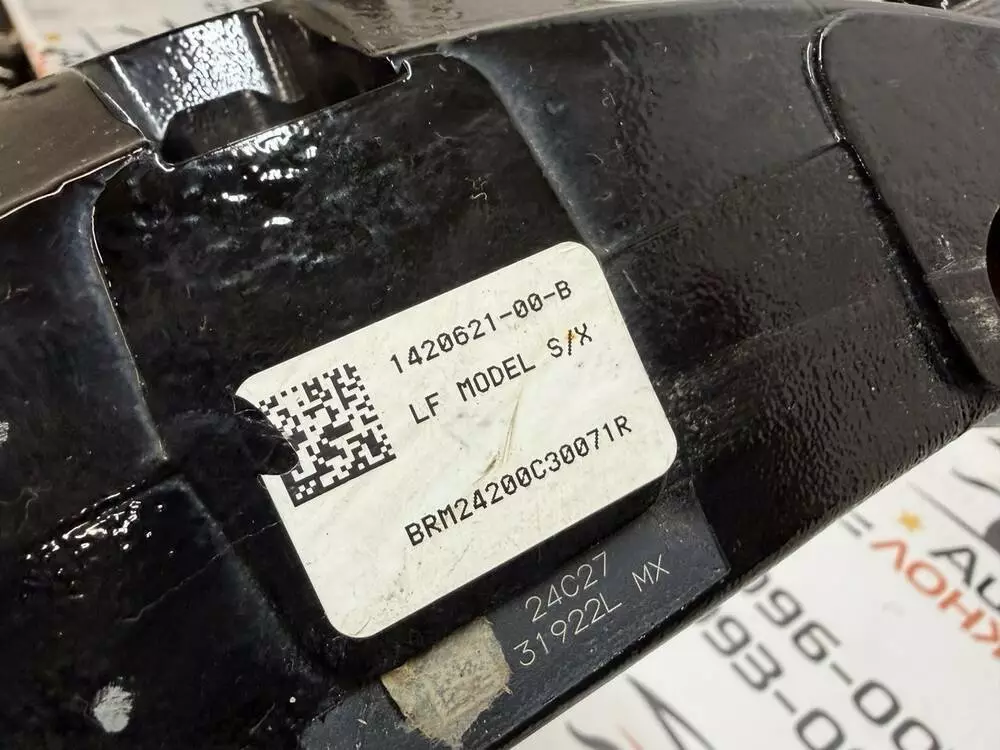 1420621-00-B
LF MODEL S/X
BRM24200C30071R
24C27
31922L MX